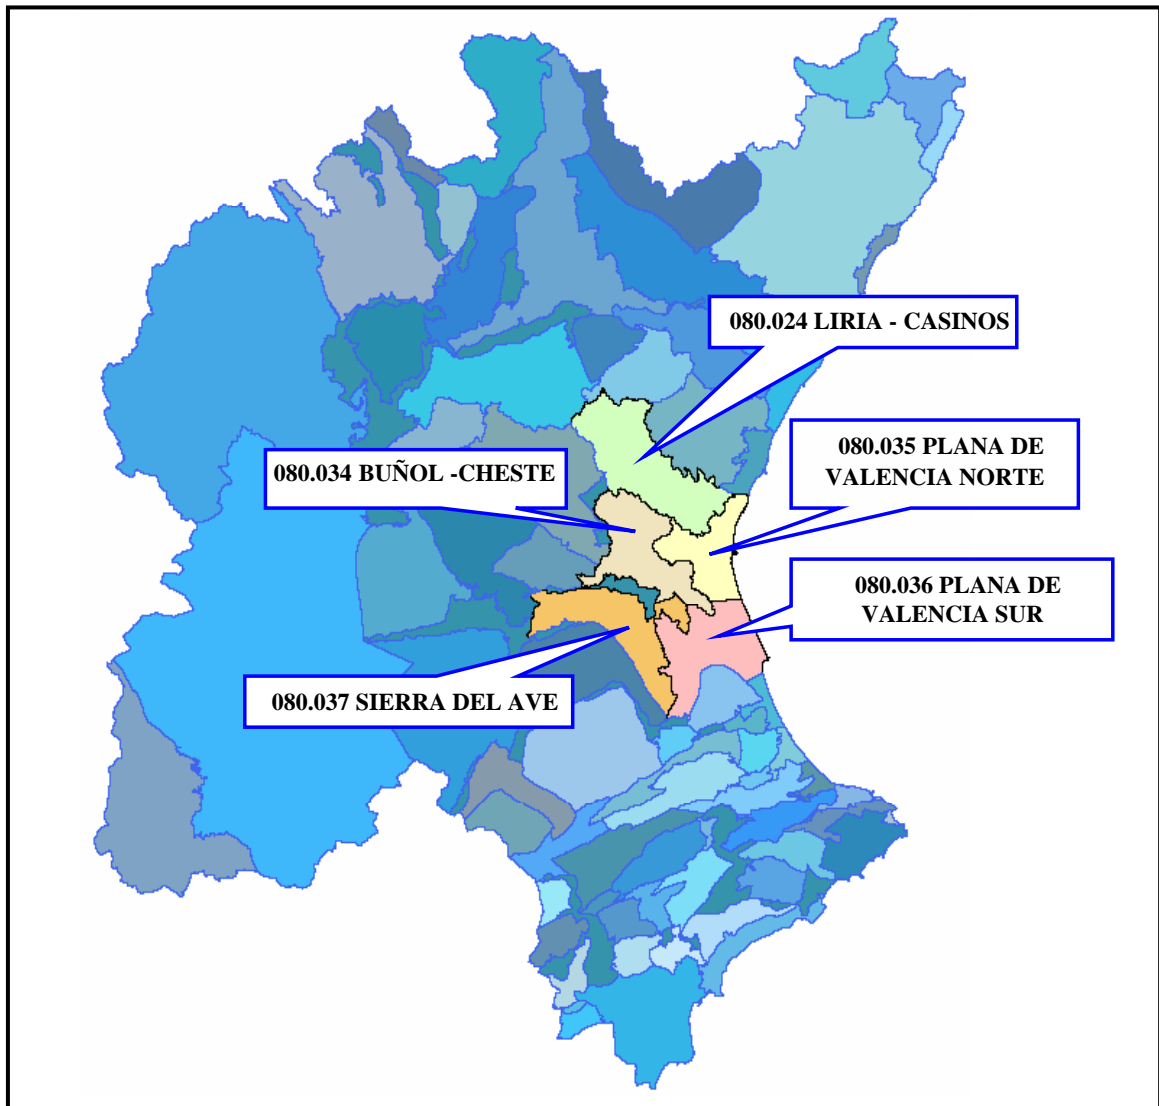 080.024 LIRIA - CASINOS
080.035 PLANA DE
VALENCIA NORTE
080.034 BUÑOL -CHESTE
080.036 PLANA DE
VALENCIA SUR
080.037 SIERRA DEL AVE